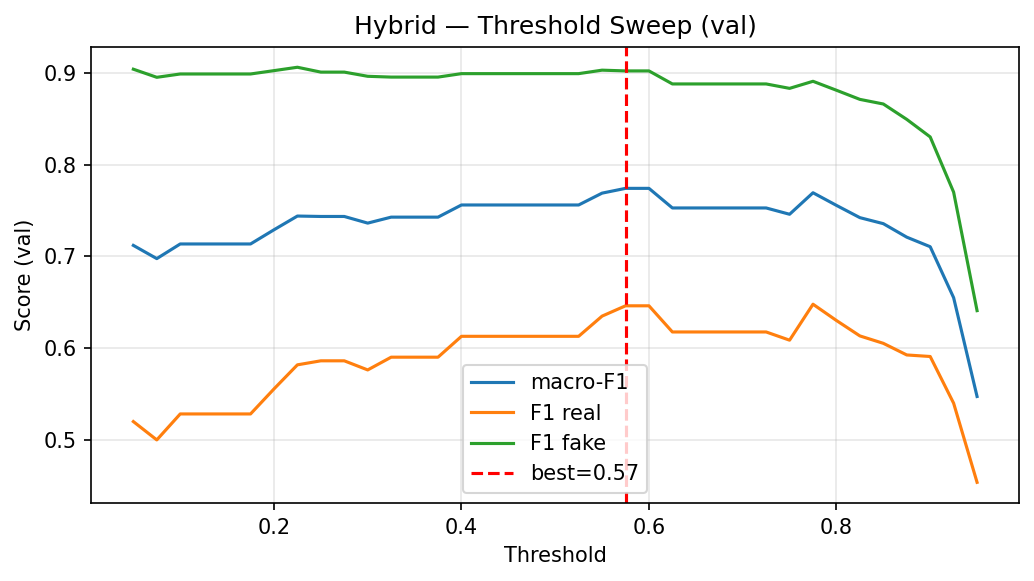 Hybrid — Threshold Sweep (val)
Score (val)
0.9
0.8
0.7
0.6
0.5
macro-F1
F1 real
F1 fake
best=0.57
0.2
0.4
0.6
0.8
Threshold